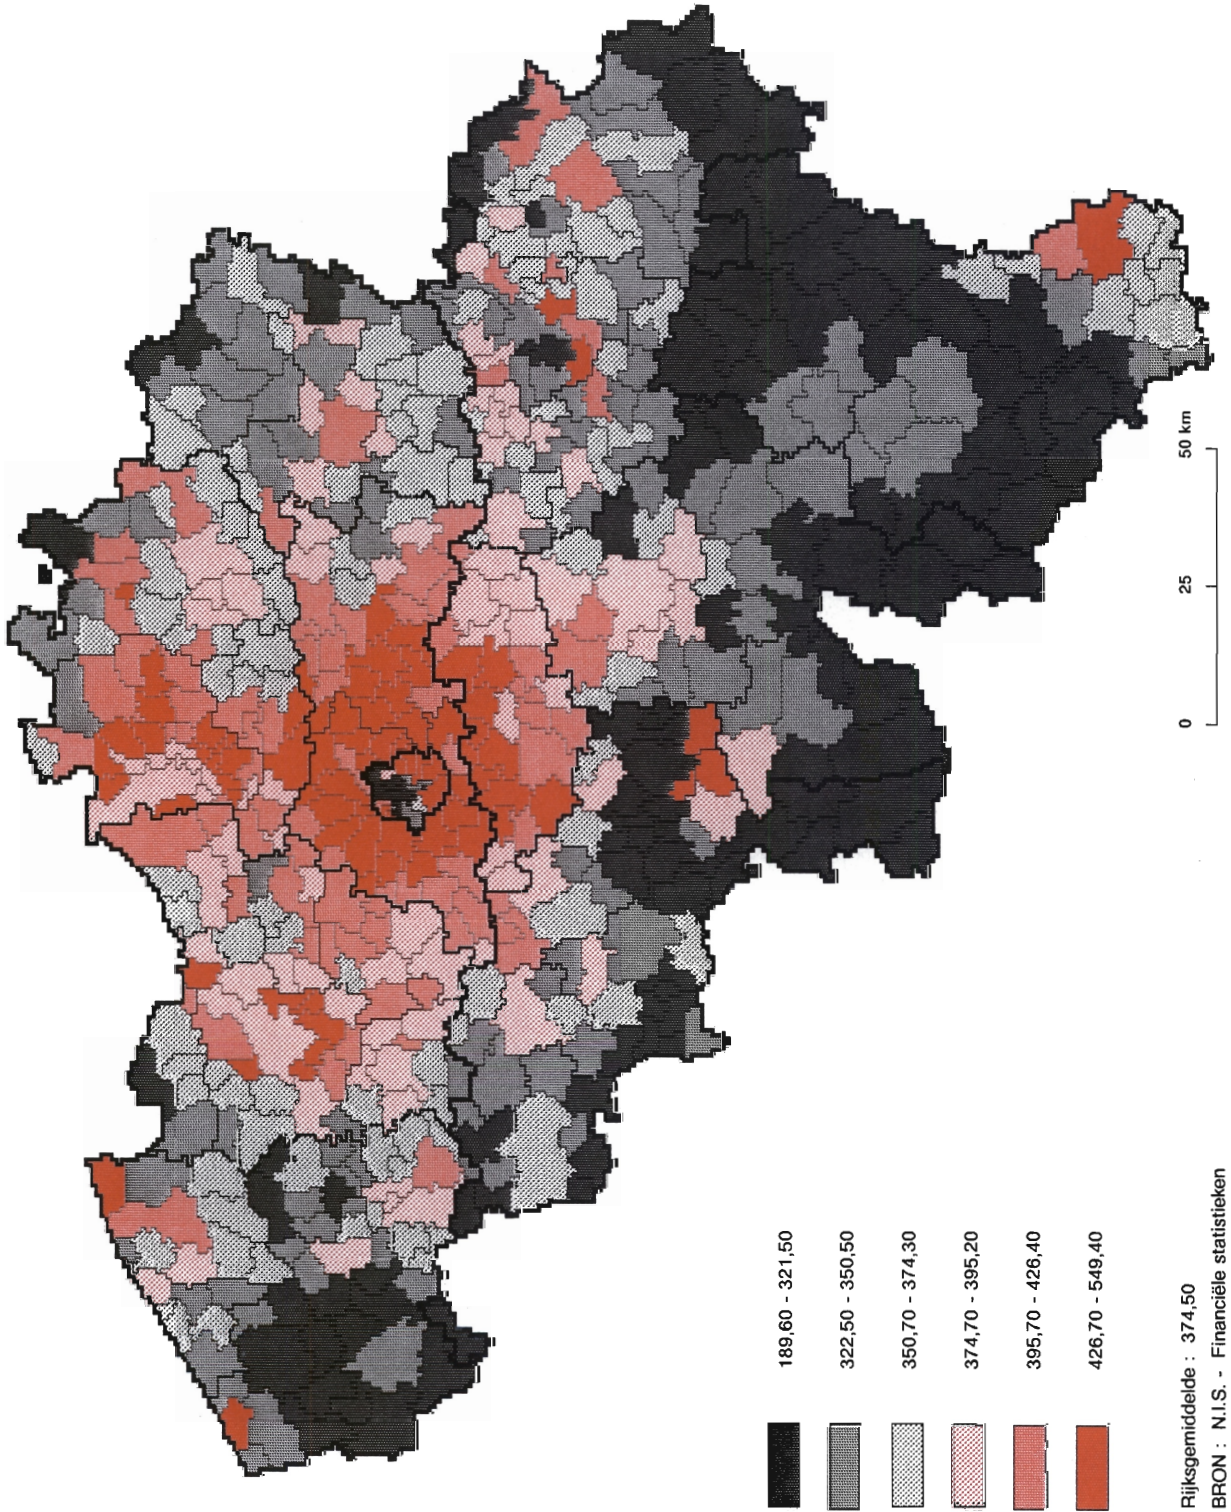 0 25 50 km
189,60 - 321,50
322,50 - 350,50
350,70 - 374,30
374,70 - 395,20
395,70 - 426,40
426,70 - 549,40
Rijksgemiddelde : 374,50
BRON : N.I.S. - Financiële statistieken